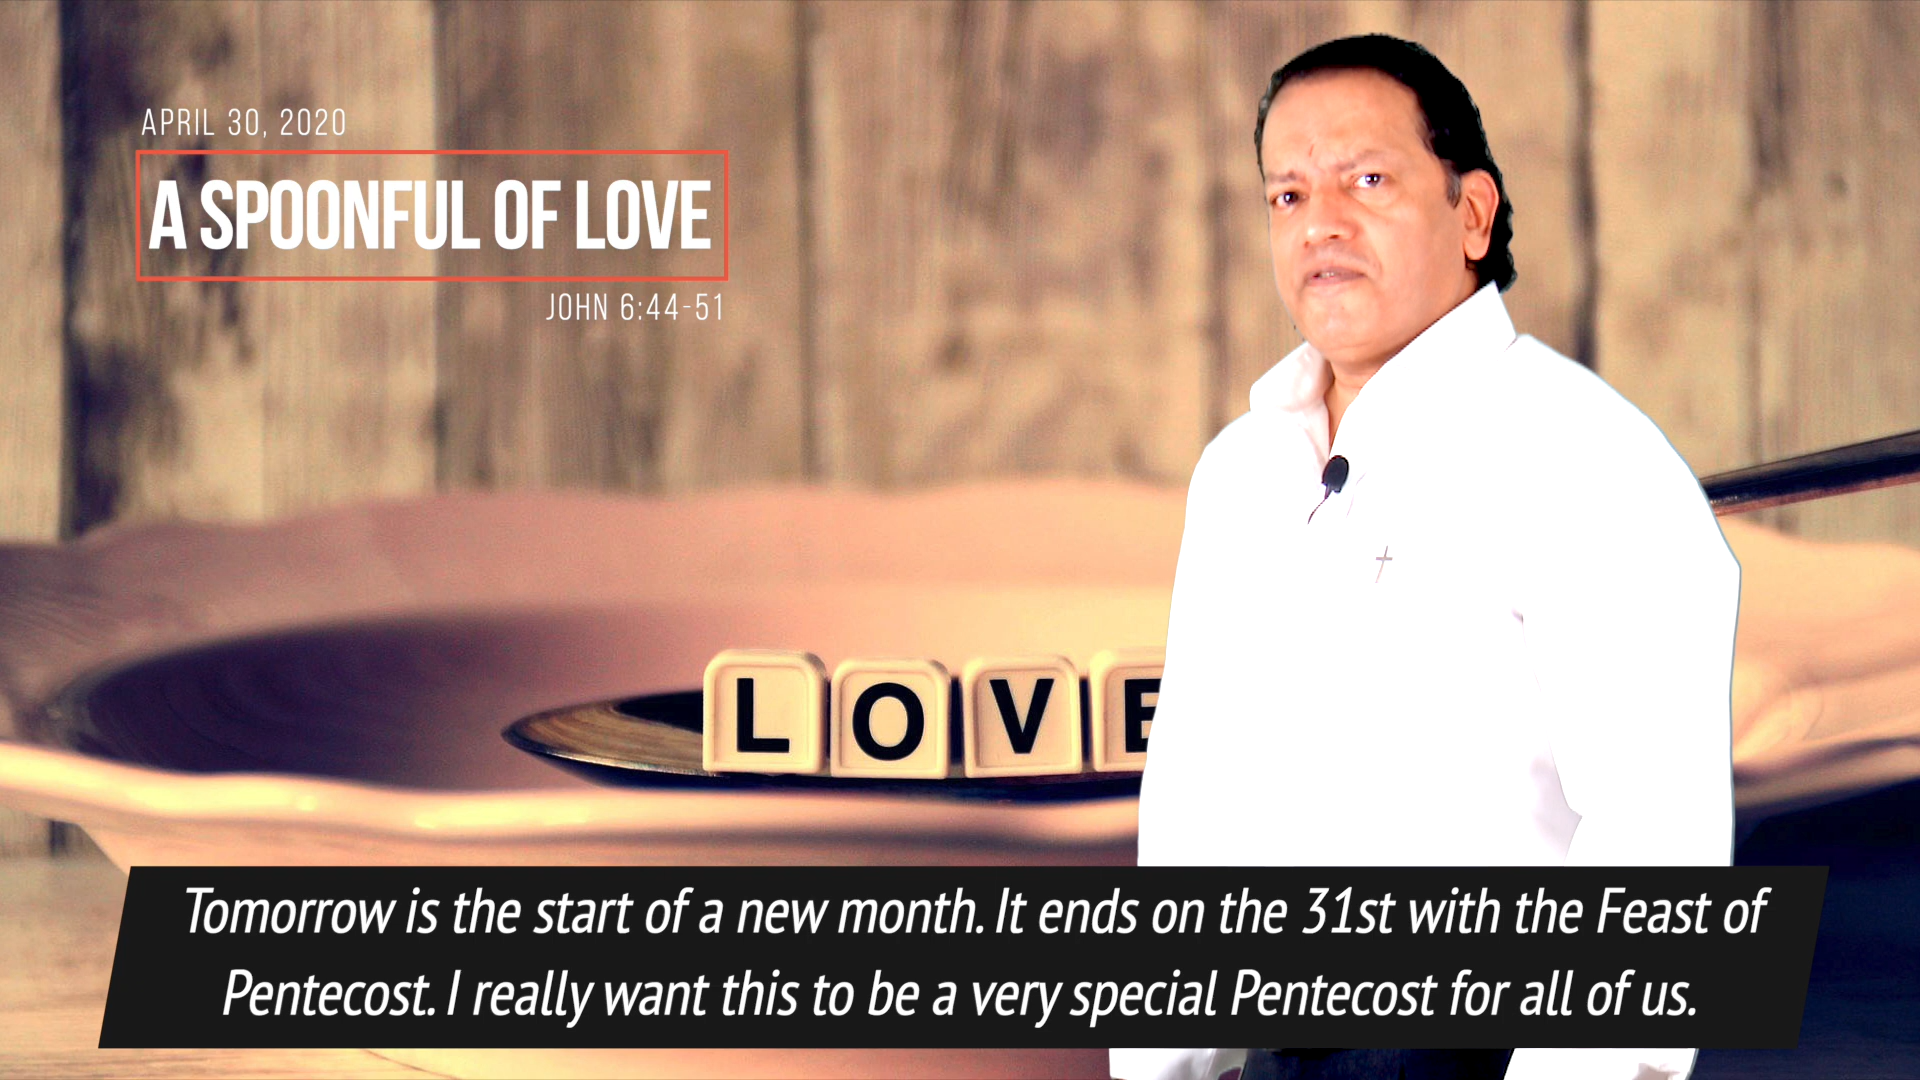 APRIL 30, 2020
A SPOONFUL OF LOVE
JOHN 6:44-51
LOVE
Tomorrow is the start of a new month. It ends on the 31st with the Feast of
Pentecost. I really want this to be a very special Pentecost for all of us.